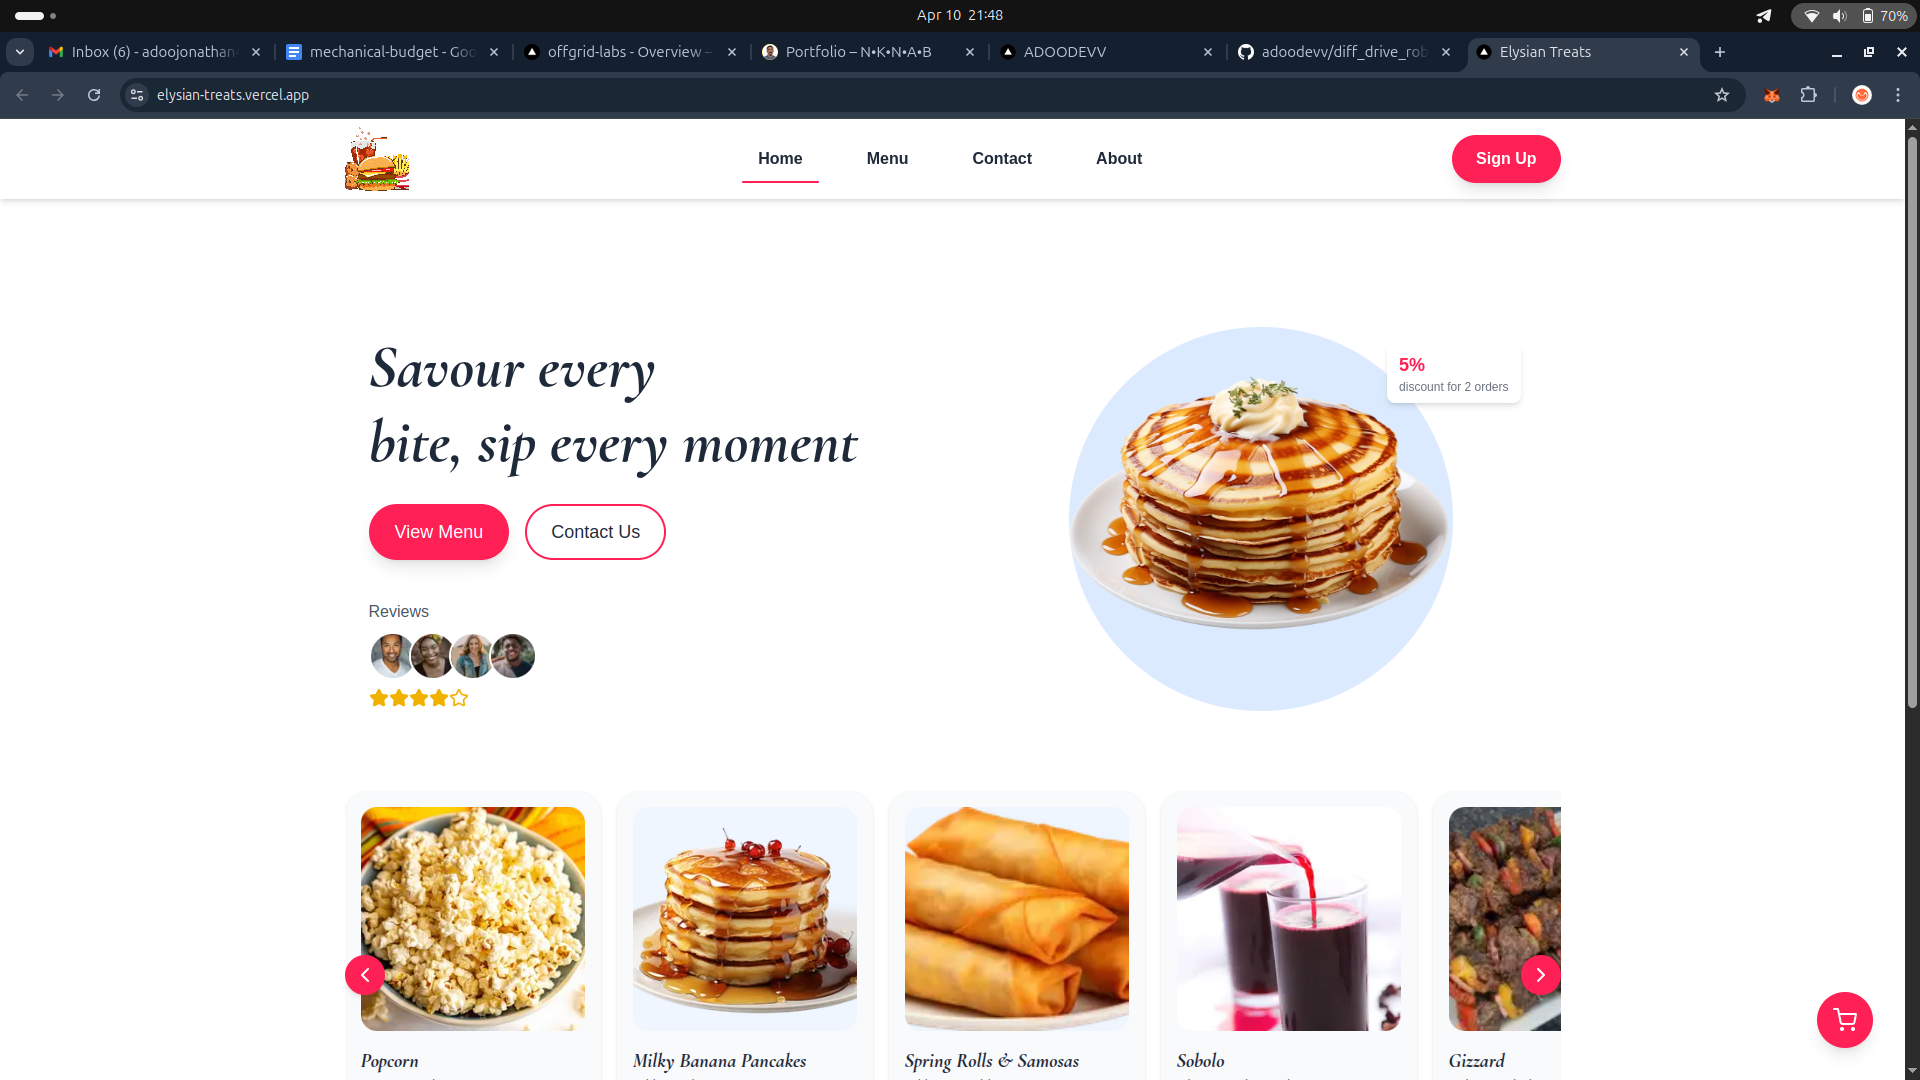 Apr 10 21:48
70%
Inbox (6) - adoojonathan
mechanical-budget - Goo
offgrid-labs - Overview –
Portfolio – N•K•N•A•B
ADOODEVV
adoodevv/diff_drive_rob
Elysian Treats
elysian-treats.vercel.app
Home
Menu
Contact
About
Sign Up
Savour every
bite, sip every moment
5%
discount for 2 orders
View Menu
Contact Us
Reviews
Popcorn
Milky Banana Pancakes
Spring Rolls & Samosas
Sobolo
Gizzard